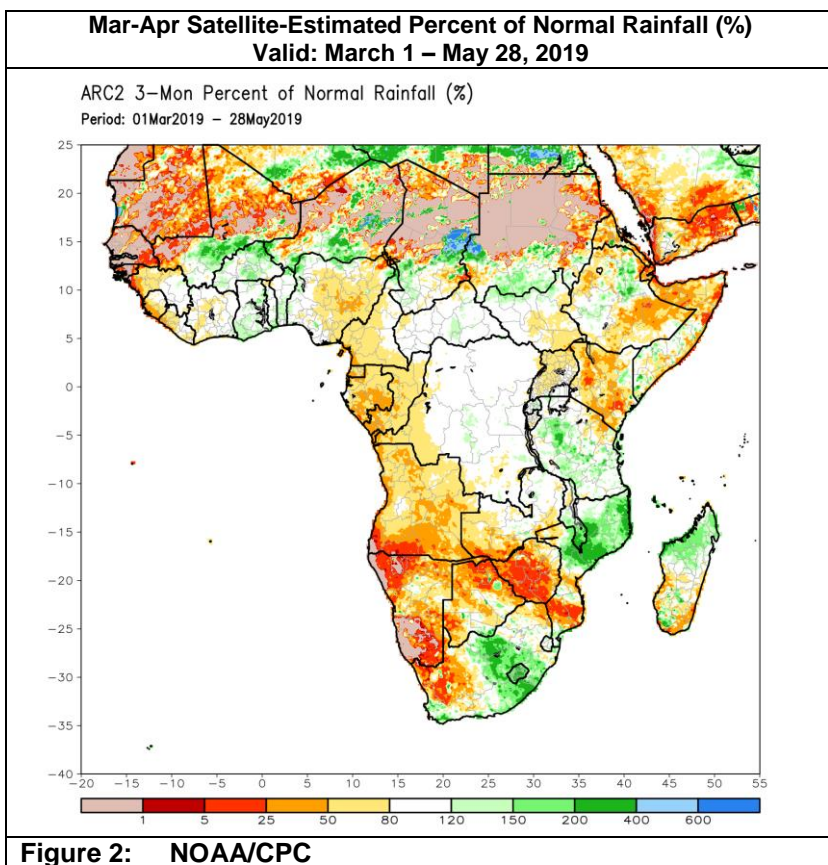 Mar-Apr Satellite-Estimated Percent of Normal Rainfall (%)
Valid: March 1 – May 28, 2019
ARC2 3-Mon Percent of Normal Rainfall (%)
Period: 01Mar2019 – 28May2019
25
20
15
10
5
0
-5
-10
-15
-20
-25
-30
-35
-40
-20 -15 -10 -5 0 5 10 15 20 25 30 35 40 45 50 55
1 5 25 50 80 120 150 200 400 600
Figure 2: NOAA/CPC